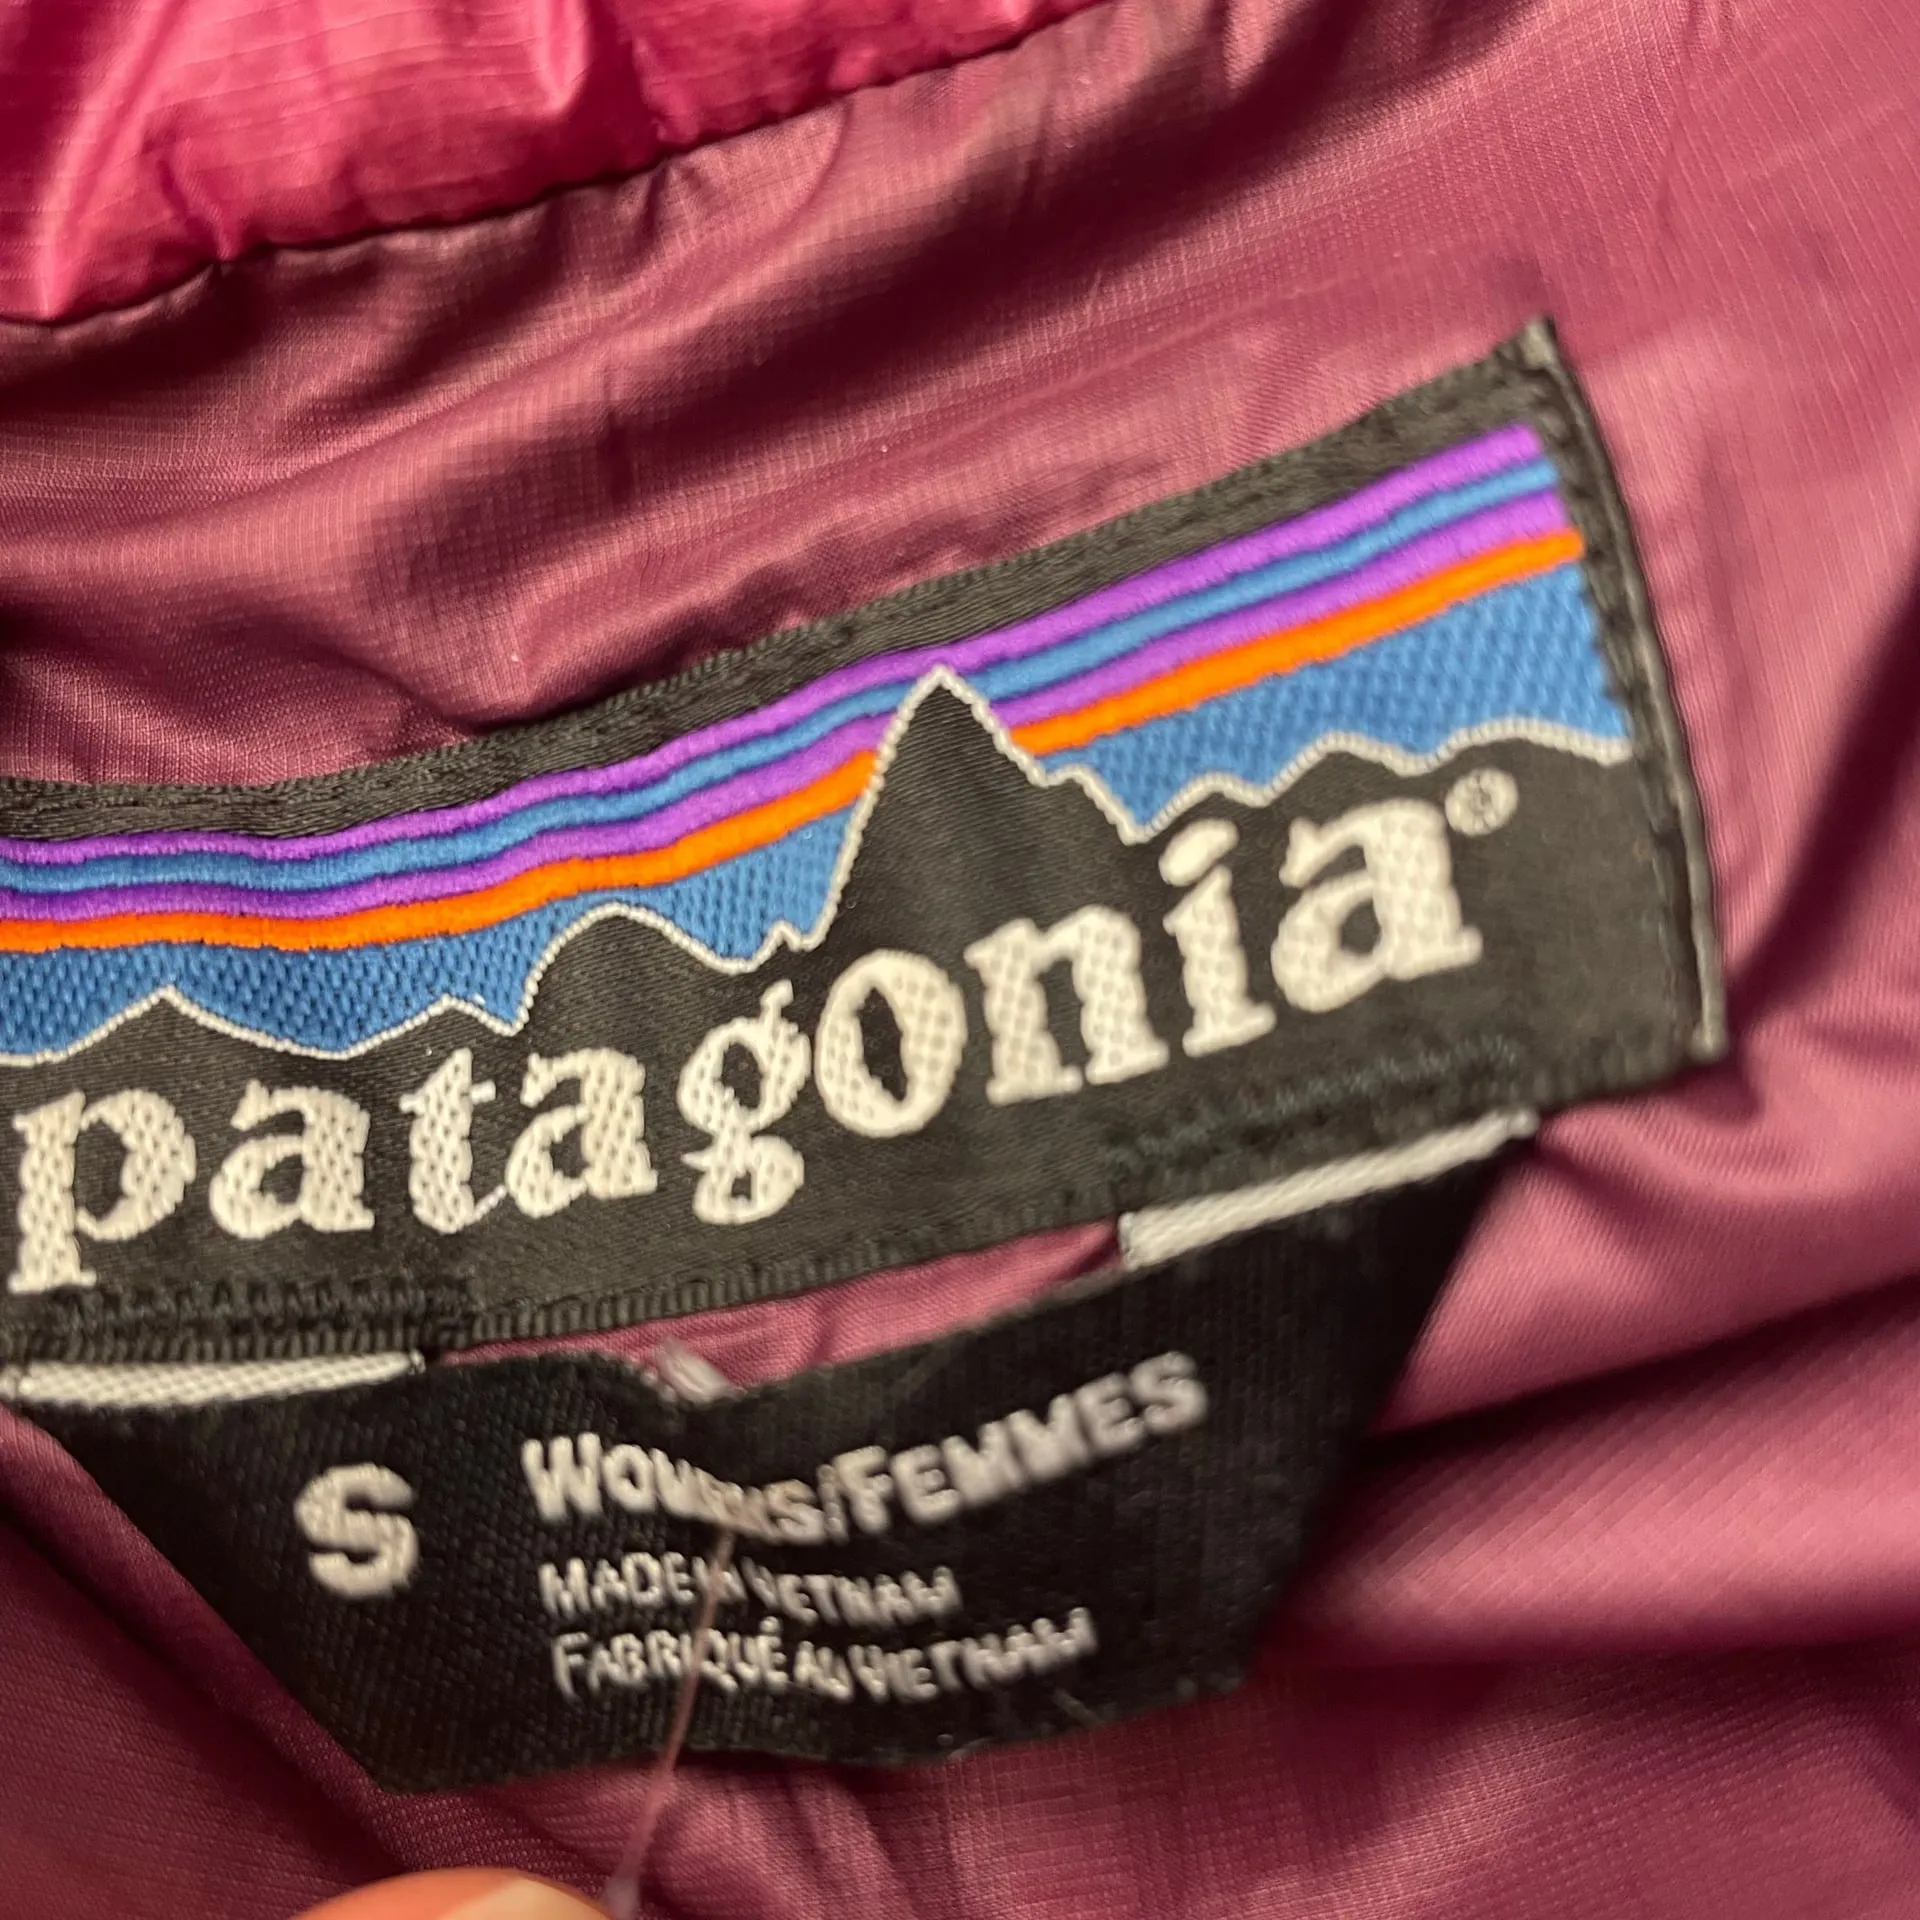 patagonia®
S
WOMENS/FEMMES
MADE IN VIETNAM
FABRIQUÉ AU VIETNAM